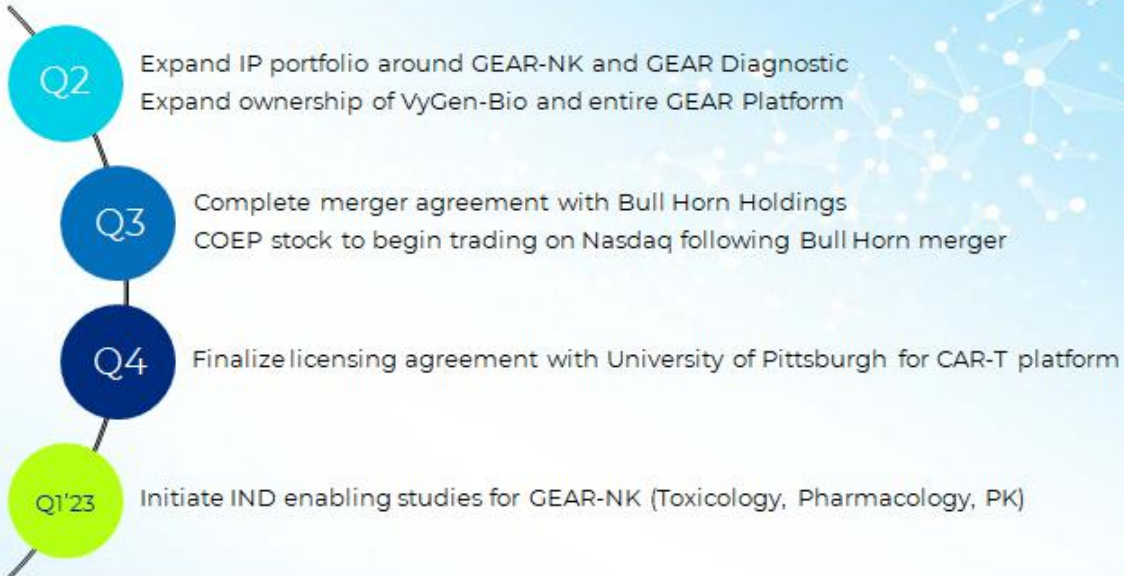 Q2
Expand IP portfolio around GEAR-NK and GEAR Diagnostic
Expand ownership of VyGen-Bio and entire GEAR Platform
Q3
Complete merger agreement with Bull Horn Holdings
COEP stock to begin trading on Nasdaq following Bull Horn merger
Q4
Finalize licensing agreement with University of Pittsburgh for CAR-T platform
Q1'23
Initiate IND enabling studies for GEAR-NK (Toxicology, Pharmacology, PK)